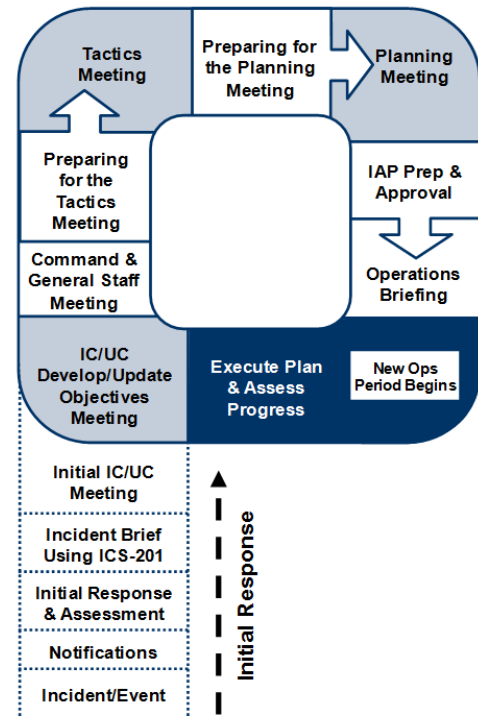 Tactics
Meeting
Preparing for
the Planning
Meeting
Planning
Meeting
Preparing
for the
Tactics
Meeting
IAP Prep &
Approval
Command &
General Staff
Meeting
Operations
Briefing
IC/UC
Develop/Update
Objectives
Meeting
Execute Plan
& Assess
Progress
New Ops
Period Begins
Initial IC/UC
Meeting
Incident Brief
Using ICS-201
Initial Response
& Assessment
Notifications
Incident/Event
Initial Response